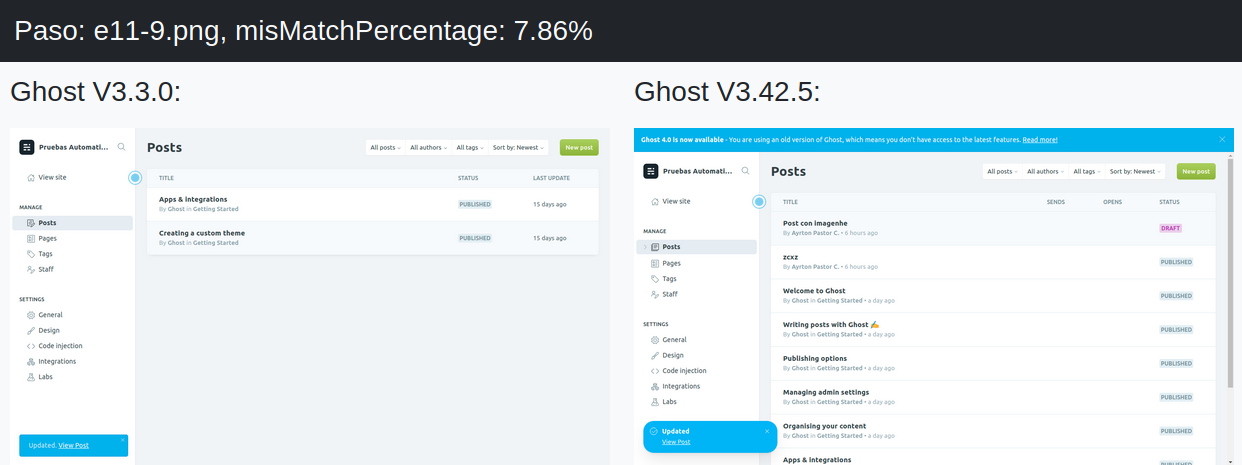 Paso: e11-9.png, misMatchPercentage: 7.86%
Ghost V3.3.0:
Pruebas Automati...
View site
MANAGE
Posts
Pages
Tags
Staff
SETTINGS
General
Design
Code injection
Integrations
Labs
Updated. View Post
Posts
All posts
All authors
All tags
Sort by: Newest
New post
TITLE STATUS LAST UPDATE
Apps & integrations
By Ghost in Getting Started
PUBLISHED
15 days ago
Creating a custom theme
By Ghost in Getting Started
PUBLISHED
15 days ago
Ghost V3.42.5:
Ghost 4.0 is now available - You are using an old version of Ghost, which means you don't have access to the latest features. Read more!
Pruebas Automati...
View site
MANAGE
Posts
Pages
Tags
Staff
SETTINGS
General
Design
Code injection
Integrations
Labs
Updated
View Post
Posts
All posts
All authors
All tags
Sort by: Newest
New post
TITLE SENDS OPENS STATUS
Post con imagenhe
By Ayrton Pastor C. • 6 hours ago
DRAFT
zcxz
By Ayrton Pastor C. • 6 hours ago
PUBLISHED
Welcome to Ghost
By Ghost in Getting Started • a day ago
PUBLISHED
Writing posts with Ghost ✍️
By Ghost in Getting Started • a day ago
PUBLISHED
Publishing options
By Ghost in Getting Started • a day ago
PUBLISHED
Managing admin settings
By Ghost in Getting Started • a day ago
PUBLISHED
Organising your content
By Ghost in Getting Started • a day ago
PUBLISHED
Apps & integrations
PUBLISHED